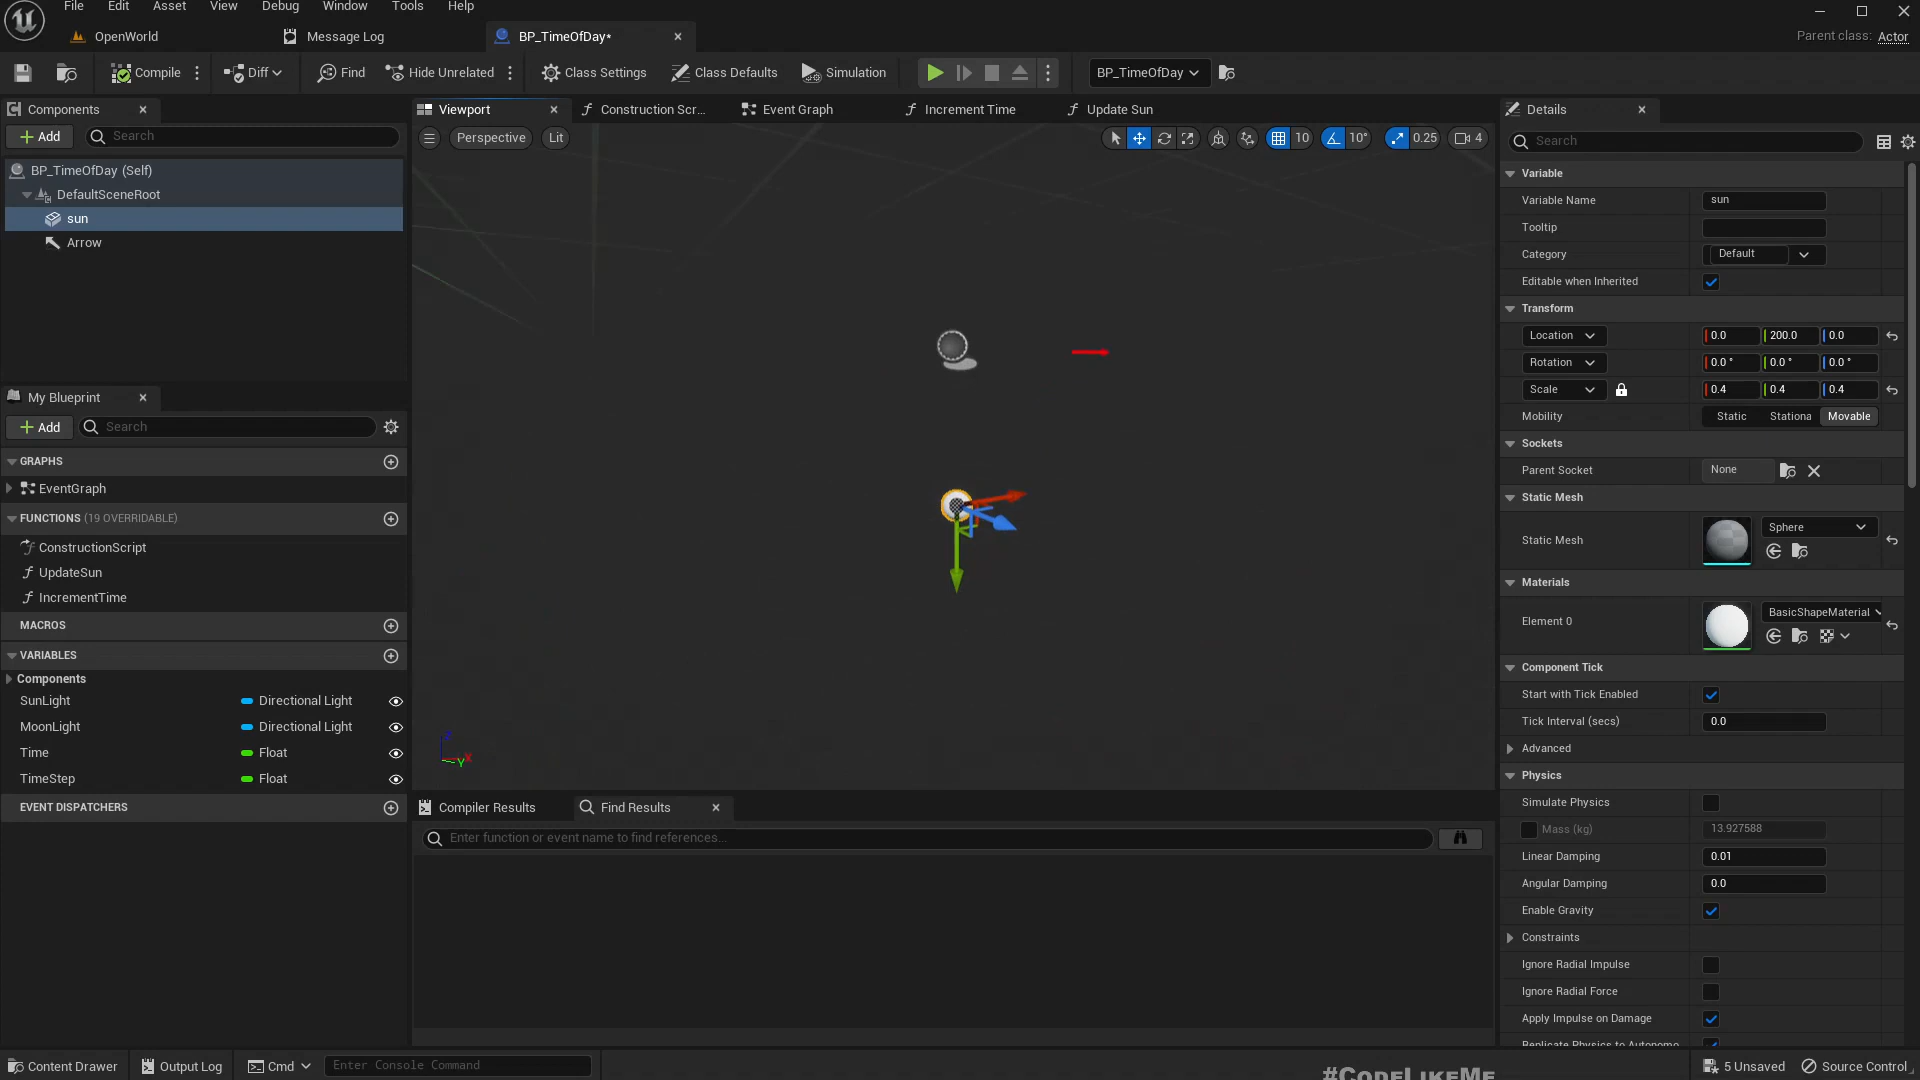 File Edit Asset View Debug Window Tools Help
OpenWorld Message Log BP_TimeOfDay* Parent class: Actor
Compile Diff Find Hide Unrelated Class Settings Class Defaults Simulation BP_TimeOfDay
Components Viewport Construction Scr... Event Graph Increment Time Update Sun Details
Add Search Perspective Lit 10 10° 0.25 4 Search
BP_TimeOfDay (Self)
DefaultSceneRoot
sun
Arrow
My Blueprint
Add Search
GRAPHS
EventGraph
FUNCTIONS (19 OVERRIDABLE)
ConstructionScript
UpdateSun
IncrementTime
MACROS
VARIABLES
Components
SunLight Directional Light
MoonLight Directional Light
Time Float
TimeStep Float
EVENT DISPATCHERS
Z X Y
Compiler Results Find Results
Enter function or event name to find references...
Variable
Variable Name sun
Tooltip
Category Default
Editable when Inherited
Transform
Location 0.0 200.0 0.0
Rotation 0.0 ° 0.0 ° 0.0 °
Scale 0.4 0.4 0.4
Mobility Static Stationa Movable
Sockets
Parent Socket None
Static Mesh
Static Mesh Sphere
Materials
Element 0 BasicShapeMaterial
Component Tick
Start with Tick Enabled
Tick Interval (secs) 0.0
Advanced
Physics
Simulate Physics
Mass (kg) 13.927588
Linear Damping 0.01
Angular Damping 0.0
Enable Gravity
Constraints
Ignore Radial Impulse
Ignore Radial Force
Apply Impulse on Damage
Replicate Physics to Autonomo
Content Drawer Output Log Cmd Enter Console Command #CodeLikeMe 5 Unsaved Source Control